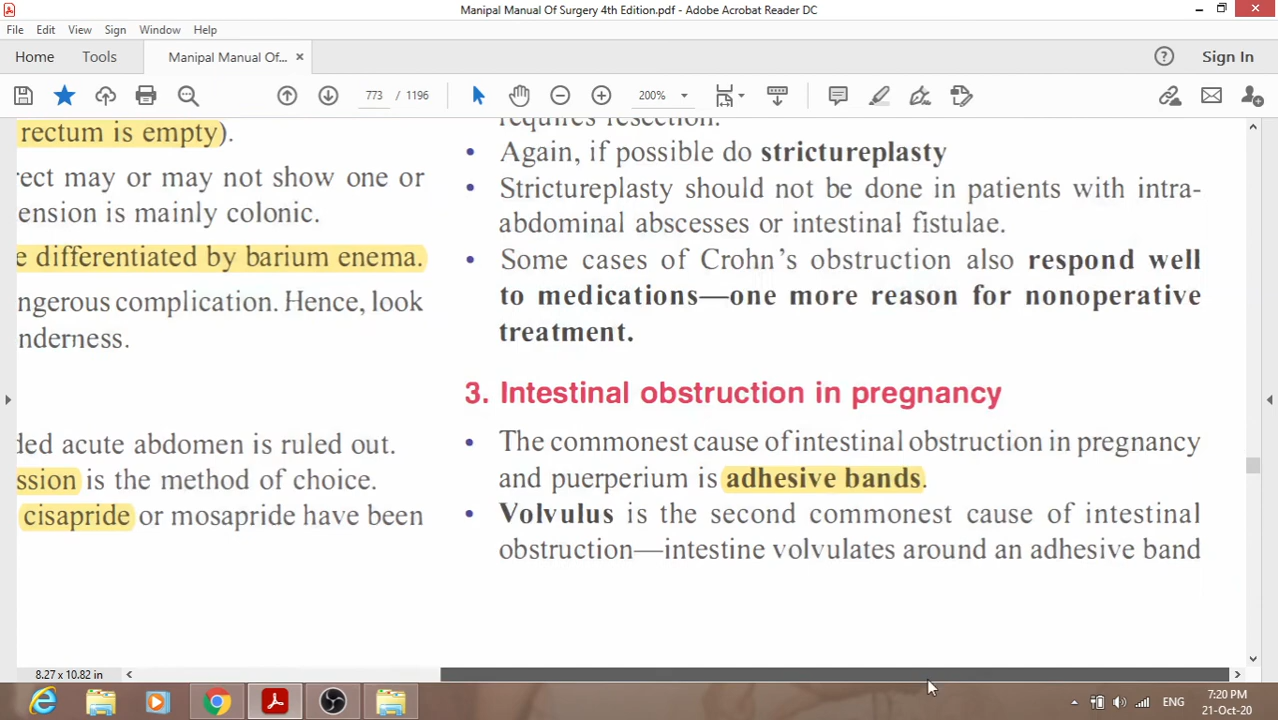 Manipal Manual Of Surgery 4th Edition.pdf - Adobe Acrobat Reader DC
File Edit View Sign Window Help
Home Tools Manipal Manual Of... × Sign In
773 / 1196 200%
rectum is empty).
rect may or may not show one or
ension is mainly colonic.
e differentiated by barium enema.
ngerous complication. Hence, look
nderness.
ded acute abdomen is ruled out.
ssion is the method of choice.
cisapride or mosapride have been
requires resection.
• Again, if possible do strictureplasty
• Strictureplasty should not be done in patients with intra-
abdominal abscesses or intestinal fistulae.
• Some cases of Crohn's obstruction also respond well
to medications—one more reason for nonoperative
treatment.
3. Intestinal obstruction in pregnancy
• The commonest cause of intestinal obstruction in pregnancy
and puerperium is adhesive bands.
• Volvulus is the second commonest cause of intestinal
obstruction—intestine volvulates around an adhesive band
8.27 x 10.82 in
ENG
7:20 PM
21-Oct-20